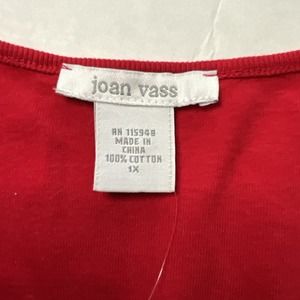 joan vass
RN 115948
MADE IN
CHINA
100% COTTON
1X